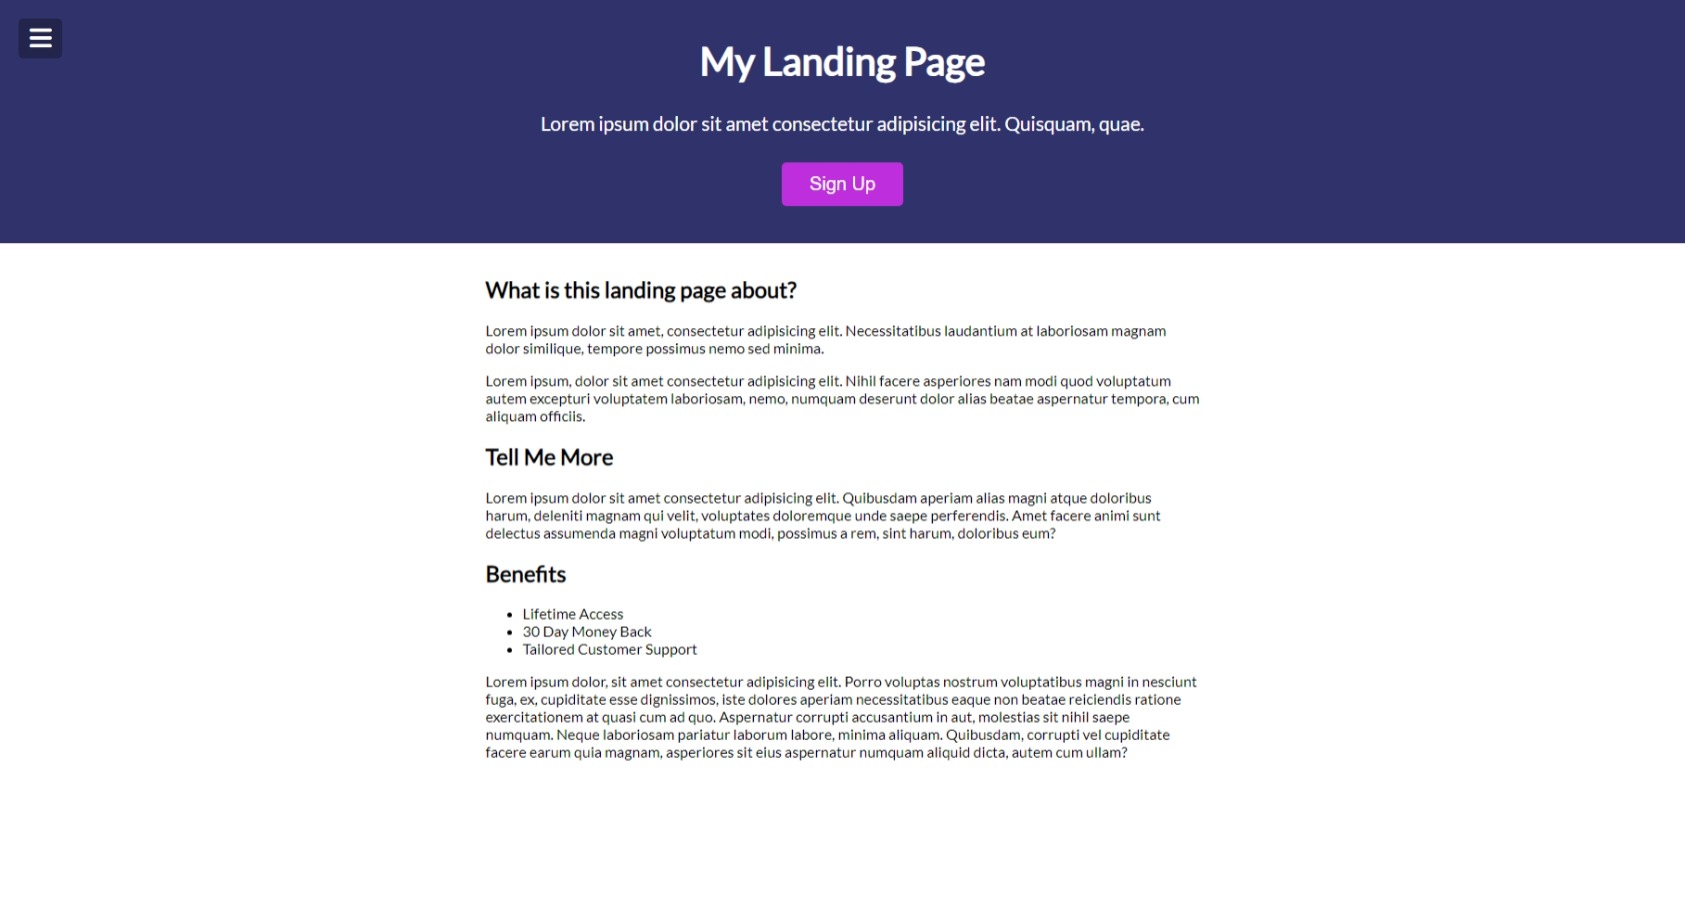 My Landing Page
Lorem ipsum dolor sit amet consectetur adipisicing elit. Quisquam, quae.
Sign Up
What is this landing page about?
Lorem ipsum dolor sit amet, consectetur adipisicing elit. Necessitatibus laudantium at laboriosam magnam
dolor similique, tempore possimus nemo sed minima.
Lorem ipsum, dolor sit amet consectetur adipisicing elit. Nihil facere asperiores nam modi quod voluptatum
autem excepturi voluptatem laboriosam, nemo, numquam deserunt dolor alias beatae aspernatur tempora, cum
aliquam officiis.
Tell Me More
Lorem ipsum dolor sit amet consectetur adipisicing elit. Quibusdam aperiam alias magni atque doloribus
harum, deleniti magnam qui velit, voluptates doloremque unde saepe perferendis. Amet facere animi sunt
delectus assumenda magni voluptatum modi, possimus a rem, sint harum, doloribus eum?
Benefits
• Lifetime Access
• 30 Day Money Back
• Tailored Customer Support
Lorem ipsum dolor, sit amet consectetur adipisicing elit. Porro voluptas nostrum voluptatibus magni in nesciunt
fuga, ex, cupiditate esse dignissimos, iste dolores aperiam necessitatibus eaque non beatae reiciendis ratione
exercitationem at quasi cum ad quo. Aspernatur corrupti accusantium in aut, molestias sit nihil saepe
numquam. Neque laboriosam pariatur laborum labore, minima aliquam. Quibusdam, corrupti vel cupiditate
facere earum quia magnam, asperiores sit eius aspernatur numquam aliquid dicta, autem cum ullam?